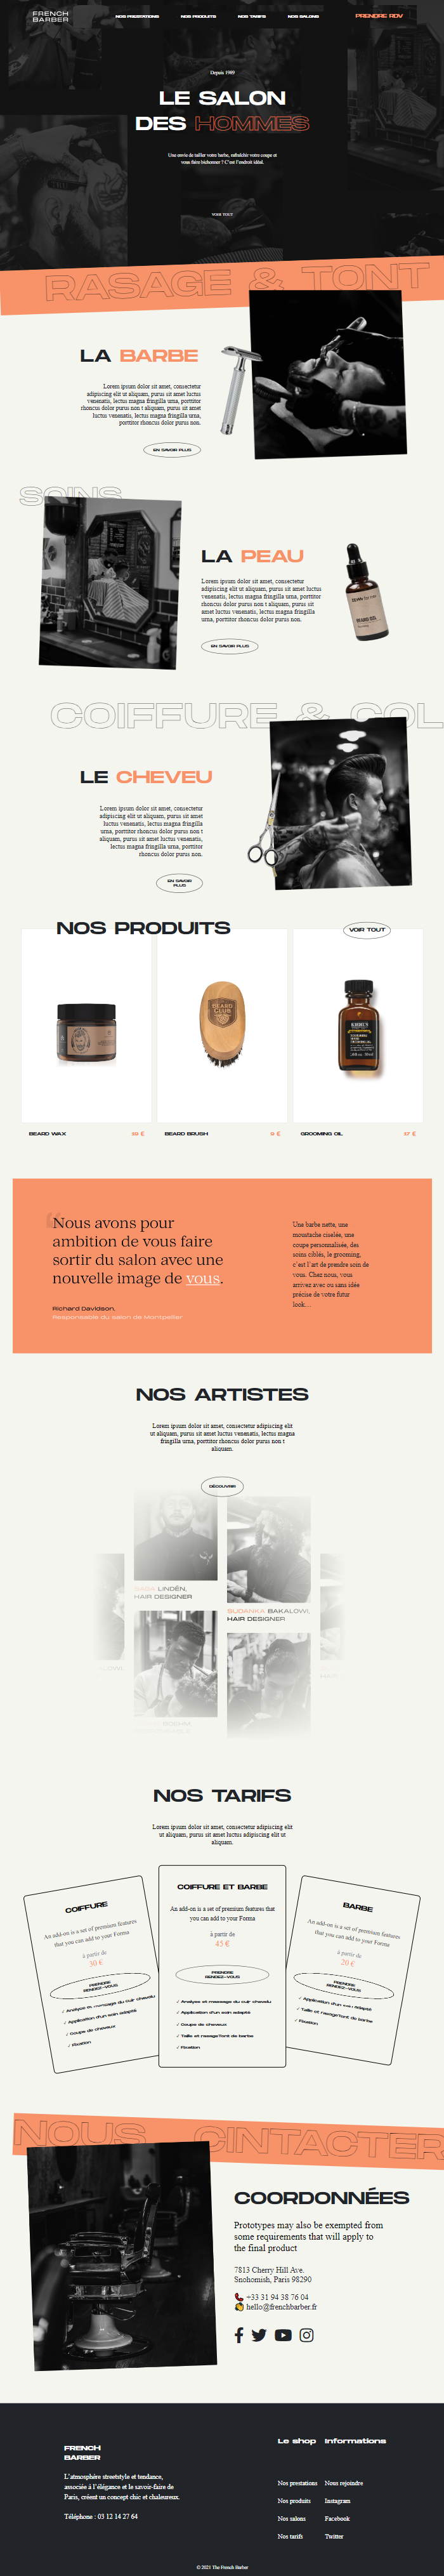 FRENCH
BARBER
NOS PRESTATIONS
NOS PRODUITS
NOS TARIFS
NOS SALONS
PRENDRE RDV
Depuis 1989
LE SALON
DES HOMMES
Une envie de tailler votre barbe, rafraîchir votre coupe et
vous faire bichonner ? C'est l'endroit idéal.
VOIR TOUT
RASAGE & TONT
LA BARBE
Lorem ipsum dolor sit amet, consectetur
adipiscing elit ut aliquam, purus sit amet luctus
venenatis, lectus magna fringilla urna, porttitor
rhoncus dolor purus non t aliquam, purus sit amet
luctus venenatis, lectus magna fringilla urna,
porttitor rhoncus dolor purus non.
EN SAVOIR PLUS
SOINS
LA PEAU
Lorem ipsum dolor sit amet, consectetur
adipiscing elit ut aliquam, purus sit amet luctus
venenatis, lectus magna fringilla urna, porttitor
rhoncus dolor purus non t aliquam, purus sit
amet luctus venenatis, lectus magna fringilla
urna, porttitor rhoncus dolor purus non.
BEARD OIL
EN SAVOIR PLUS
COIFFURE & COL
LE CHEVEU
Lorem ipsum dolor sit amet, consectetur
adipiscing elit ut aliquam, purus sit amet
luctus venenatis, lectus magna fringilla
urna, porttitor rhoncus dolor purus non t
aliquam, purus sit amet luctus venenatis,
lectus magna fringilla urna, porttitor
rhoncus dolor purus non.
EN SAVOIR
PLUS
NOS PRODUITS
VOIR TOUT
BEARD
CLUB
KIEHL'S
BEARD WAX
BEARD BRUSH
GROOMING OIL
17 €
“
Nous avons pour
ambition de vous faire
sortir du salon avec une
nouvelle image de vous.
Richard Davidson,
Responsable du salon de Montpellier
Une barbe nette, une
moustache ciselée, une
coupe personnalisée, des
soins ciblés, le grooming,
c'est l'art de prendre soin de
vous. Chez nous, vous
arrivez avec ou sans idée
précise de votre futur
look…
NOS ARTISTES
Lorem ipsum dolor sit amet, consectetur adipiscing elit
ut aliquam, purus sit amet luctus venenatis, lectus magna
fringilla urna, porttitor rhoncus dolor purus non t
aliquam.
DÉCOUVRIR
LINDÉN,
HAIR DESIGNER
SUDANKA BAKALOWI,
HAIR DESIGNER
NOS TARIFS
Lorem ipsum dolor sit amet, consectetur adipiscing elit
ut aliquam, purus sit amet luctus adipiscing elit ut
aliquam.
COIFFURE
An add-on is a set of premium features
that you can add to your Forma
à partir de
30 €
PRENDRE
RENDEZ-VOUS
✓ Analyse et massage du cuir chevelu
✓ Application d'un soin adapté
✓ Coupe de cheveux
✓ Fixation
COIFFURE ET BARBE
An add-on is a set of premium features that
you can add to your Forma
à partir de
45 €
PRENDRE
RENDEZ-VOUS
✓ Analyse et massage du cuir chevelu
✓ Application d'un soin adapté
✓ Coupe de cheveux
✓ Taille et rasage/tont de barbe
✓ Fixation
BARBE
An add-on is a set of premium features
that you can add to your Forma
à partir de
20 €
PRENDRE
RENDEZ-VOUS
✓ Application d'un soin adapté
✓ Taille et rasage/tont de barbe
✓ Fixation
NOUS CINTACTER
COORDONNÉES
Prototypes may also be exempted from
some requirements that will apply to
the final product
7813 Cherry Hill Ave.
Snohomish, Paris 98290
+33 31 94 38 76 04
hello@frenchbarber.fr
FRENCH
BARBER
L'atmosphère streetstyle et tendance,
associée à l'élégance et le savoir-faire de
Paris, créent un concept chic et chaleureux.
Téléphone : 03 12 14 27 64
Le shop
Nos prestations
Nos produits
Nos salons
Nos tarifs
Informations
Nous rejoindre
Instagram
Facebook
Twitter
© 2021 The French Barber